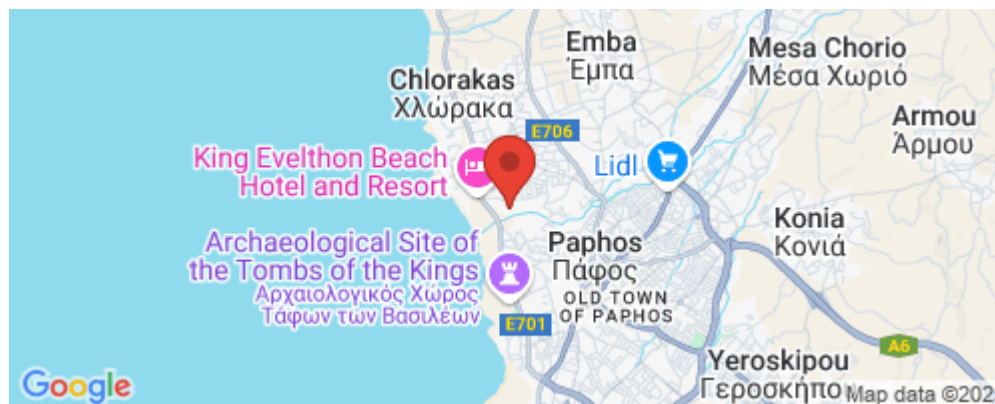 Emba
Έμπα
Mesa Chorio
Μέσα Χωριό
Chlorakas
Χλώρακα
Armou
Άρμου
E706
King Evelthon Beach
Hotel and Resort
Lidl
Konia
Κονιά
Archaeological Site of
the Tombs of the Kings
Αρχαιολογικός Χώρος
Τάφων των Βασιλέων
Paphos
Πάφος
OLD TOWN
OF PAPHOS
E701
A6
Yeroskipou
Γεροσκήπο
Google
Map data ©202